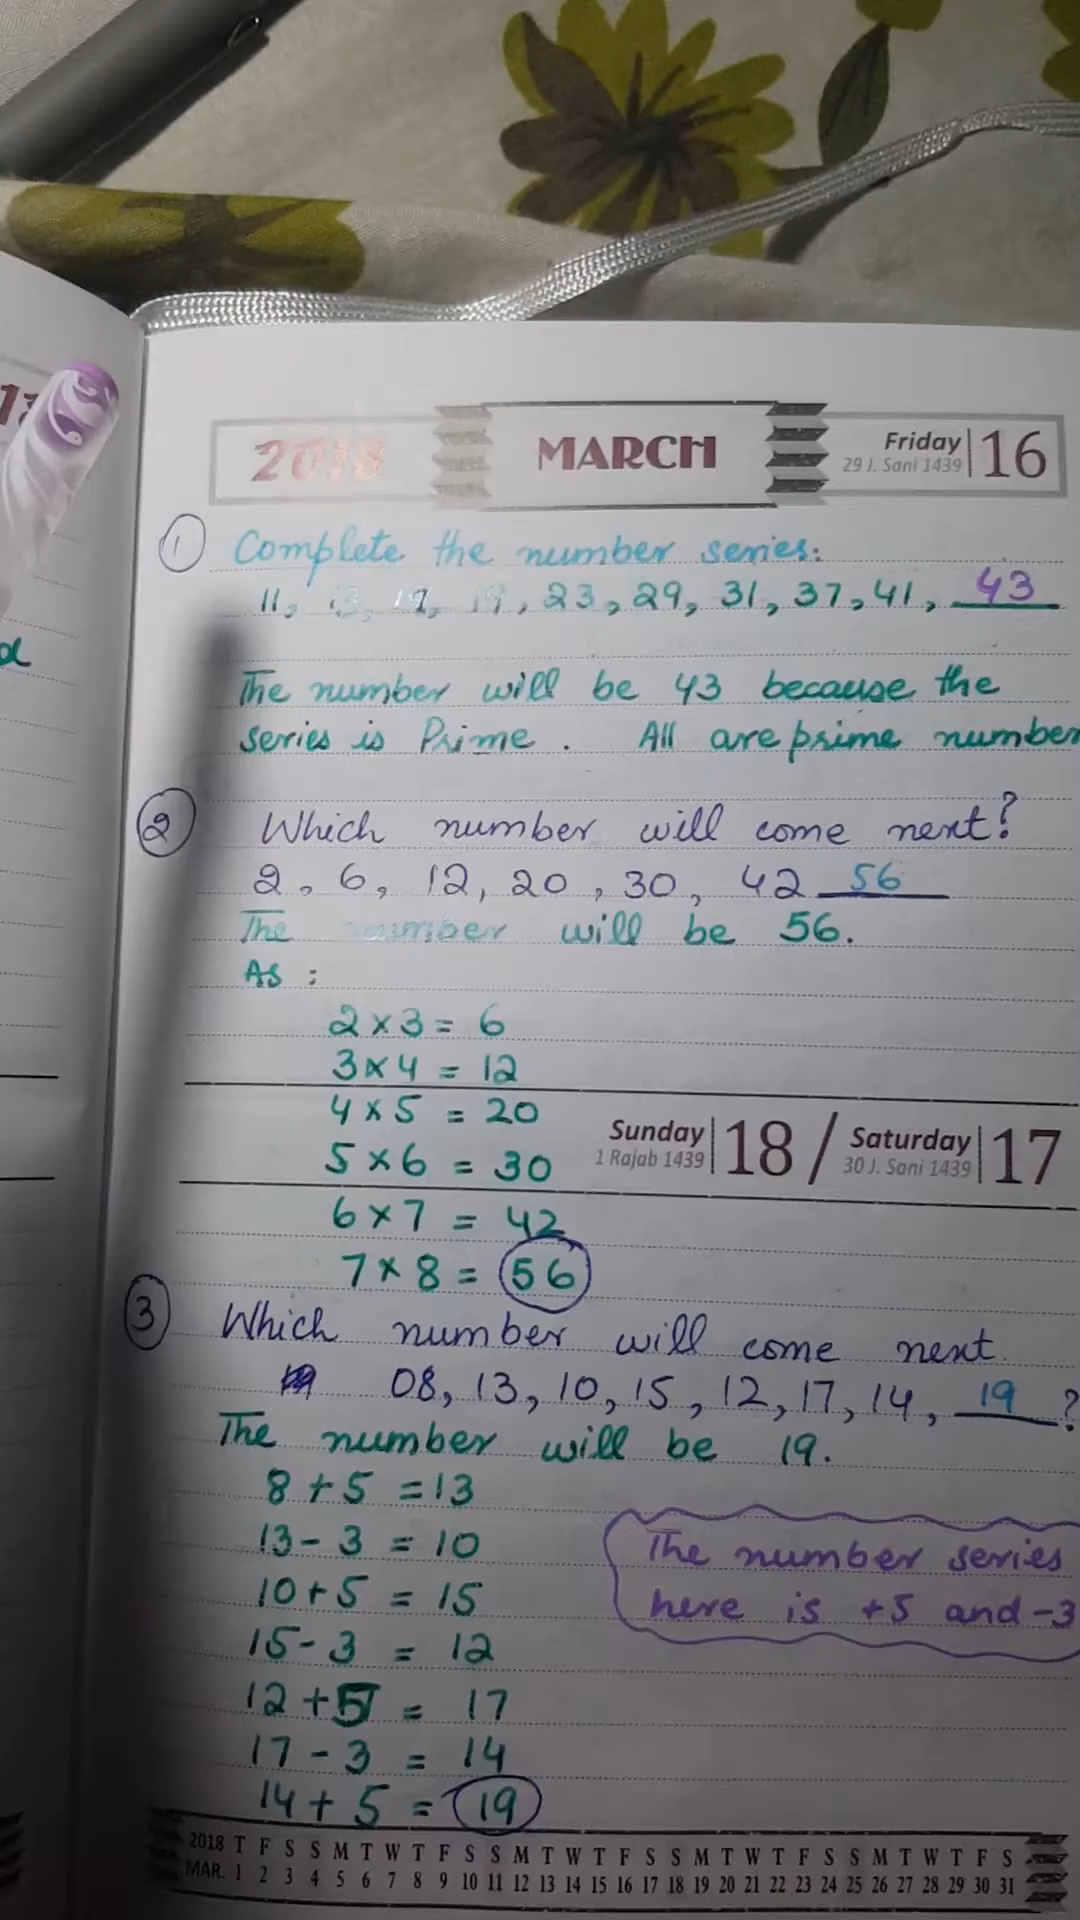 2018 MARCH Friday 16
29 J. Sani 1439
1 Complete the number series:
11, 13, 17, 19, 23, 29, 31, 37, 41, 43
The number will be 43 because the
series is Prime. All are prime number
2 Which number will come next?
2, 6, 12, 20, 30, 42 56
The number will be 56.
As :
2 × 3 = 6
3 × 4 = 12
4 × 5 = 20
5 × 6 = 30
Sunday 18 / Saturday 17
1 Rajab 1439 30 J. Sani 1439
6 × 7 = 42
7 × 8 = 56
3 Which number will come next
08, 13, 10, 15, 12, 17, 14, 19 ?
The number will be 19.
8 + 5 = 13
13 - 3 = 10
10 + 5 = 15
15 - 3 = 12
12 + 5 = 17
17 - 3 = 14
14 + 5 = 19
The number series
here is +5 and -3
2018 T F S S M T W T F S S M T W T F S S M T W T F S S M T W T F S
MAR. 1 2 3 4 5 6 7 8 9 10 11 12 13 14 15 16 17 18 19 20 21 22 23 24 25 26 27 28 29 30 31